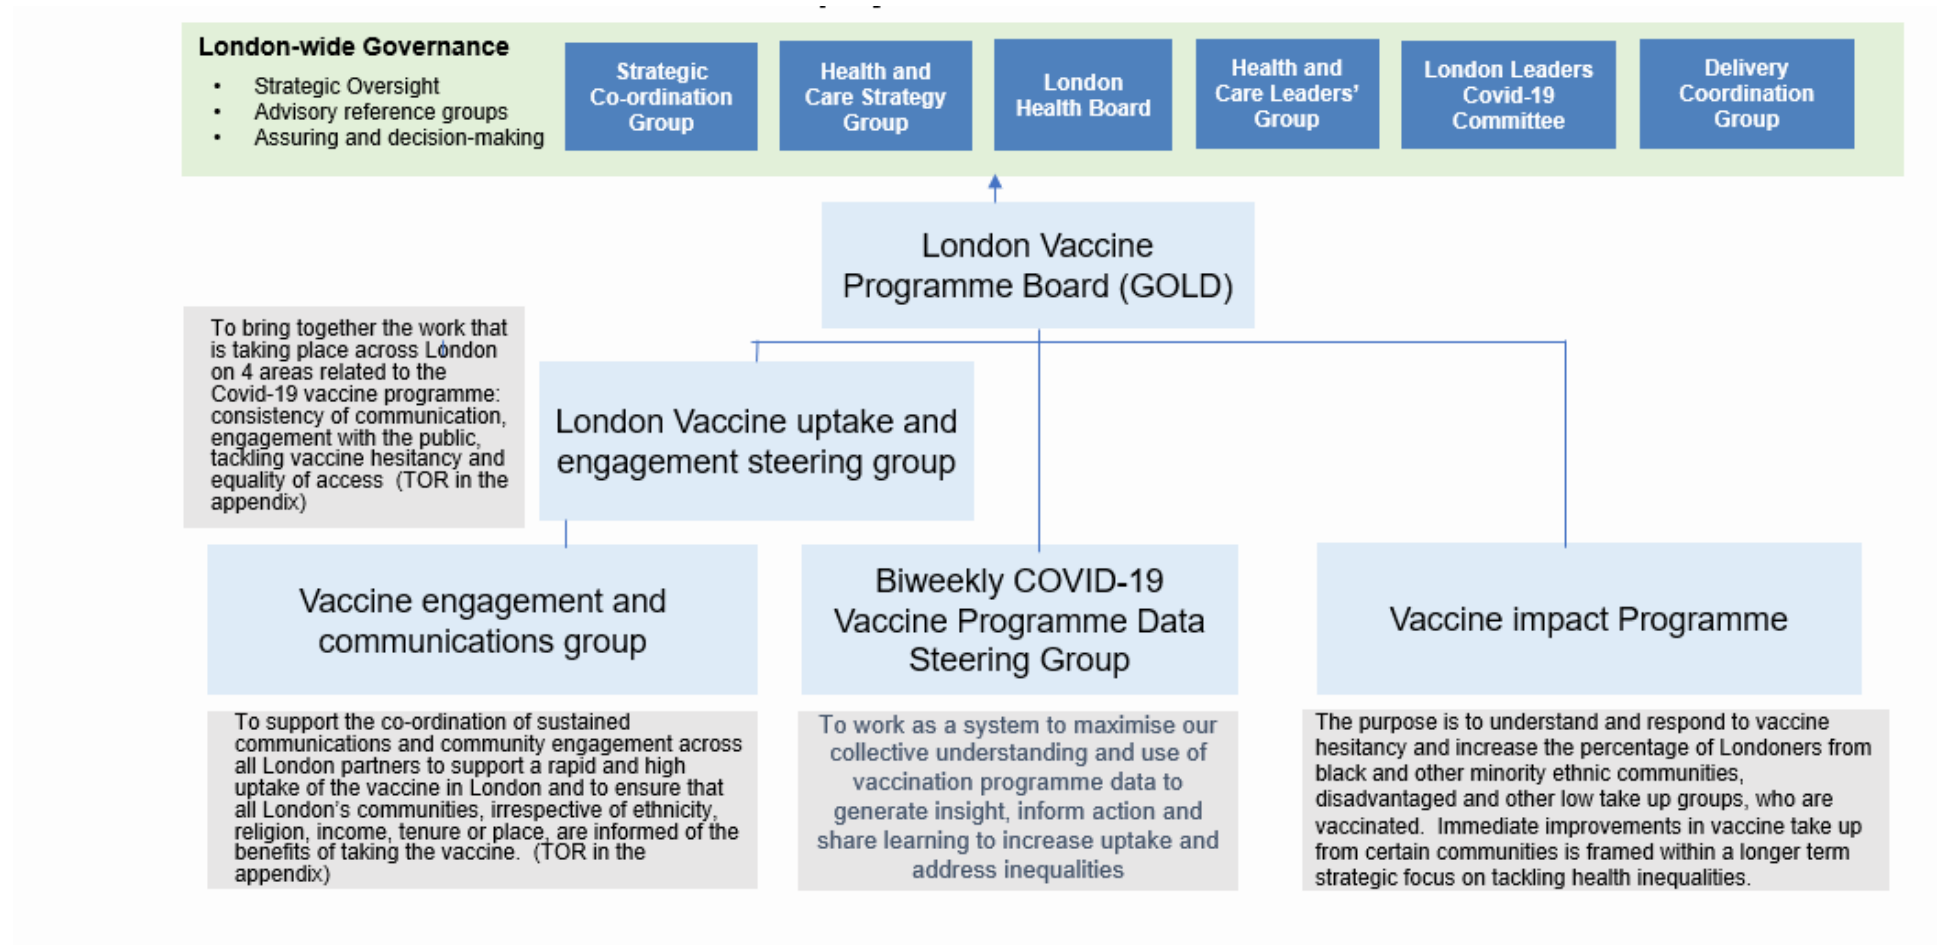 London-wide Governance
• Strategic Oversight
• Advisory reference groups
• Assuring and decision-making
Strategic
Co-ordination
Group
Health and
Care Strategy
Group
London
Health Board
Health and
Care Leaders’
Group
London Leaders
Covid-19
Committee
Delivery
Coordination
Group
London Vaccine
Programme Board (GOLD)
To bring together the work that
is taking place across London
on 4 areas related to the
Covid-19 vaccine programme:
consistency of communication,
engagement with the public,
tackling vaccine hesitancy and
equality of access (TOR in the
appendix)
London Vaccine uptake and
engagement steering group
Vaccine engagement and
communications group
Biweekly COVID-19
Vaccine Programme Data
Steering Group
Vaccine impact Programme
To support the co-ordination of sustained
communications and community engagement across
all London partners to support a rapid and high
uptake of the vaccine in London and to ensure that
all London’s communities, irrespective of ethnicity,
religion, income, tenure or place, are informed of the
benefits of taking the vaccine. (TOR in the
appendix)
To work as a system to maximise our
collective understanding and use of
vaccination programme data to
generate insight, inform action and
share learning to increase uptake and
address inequalities
The purpose is to understand and respond to vaccine
hesitancy and increase the percentage of Londoners from
black and other minority ethnic communities,
disadvantaged and other low take up groups, who are
vaccinated. Immediate improvements in vaccine take up
from certain communities is framed within a longer term
strategic focus on tackling health inequalities.